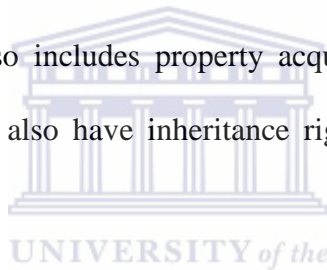 so includes property acqu
also have inheritance rig
UNIVERSITY of the